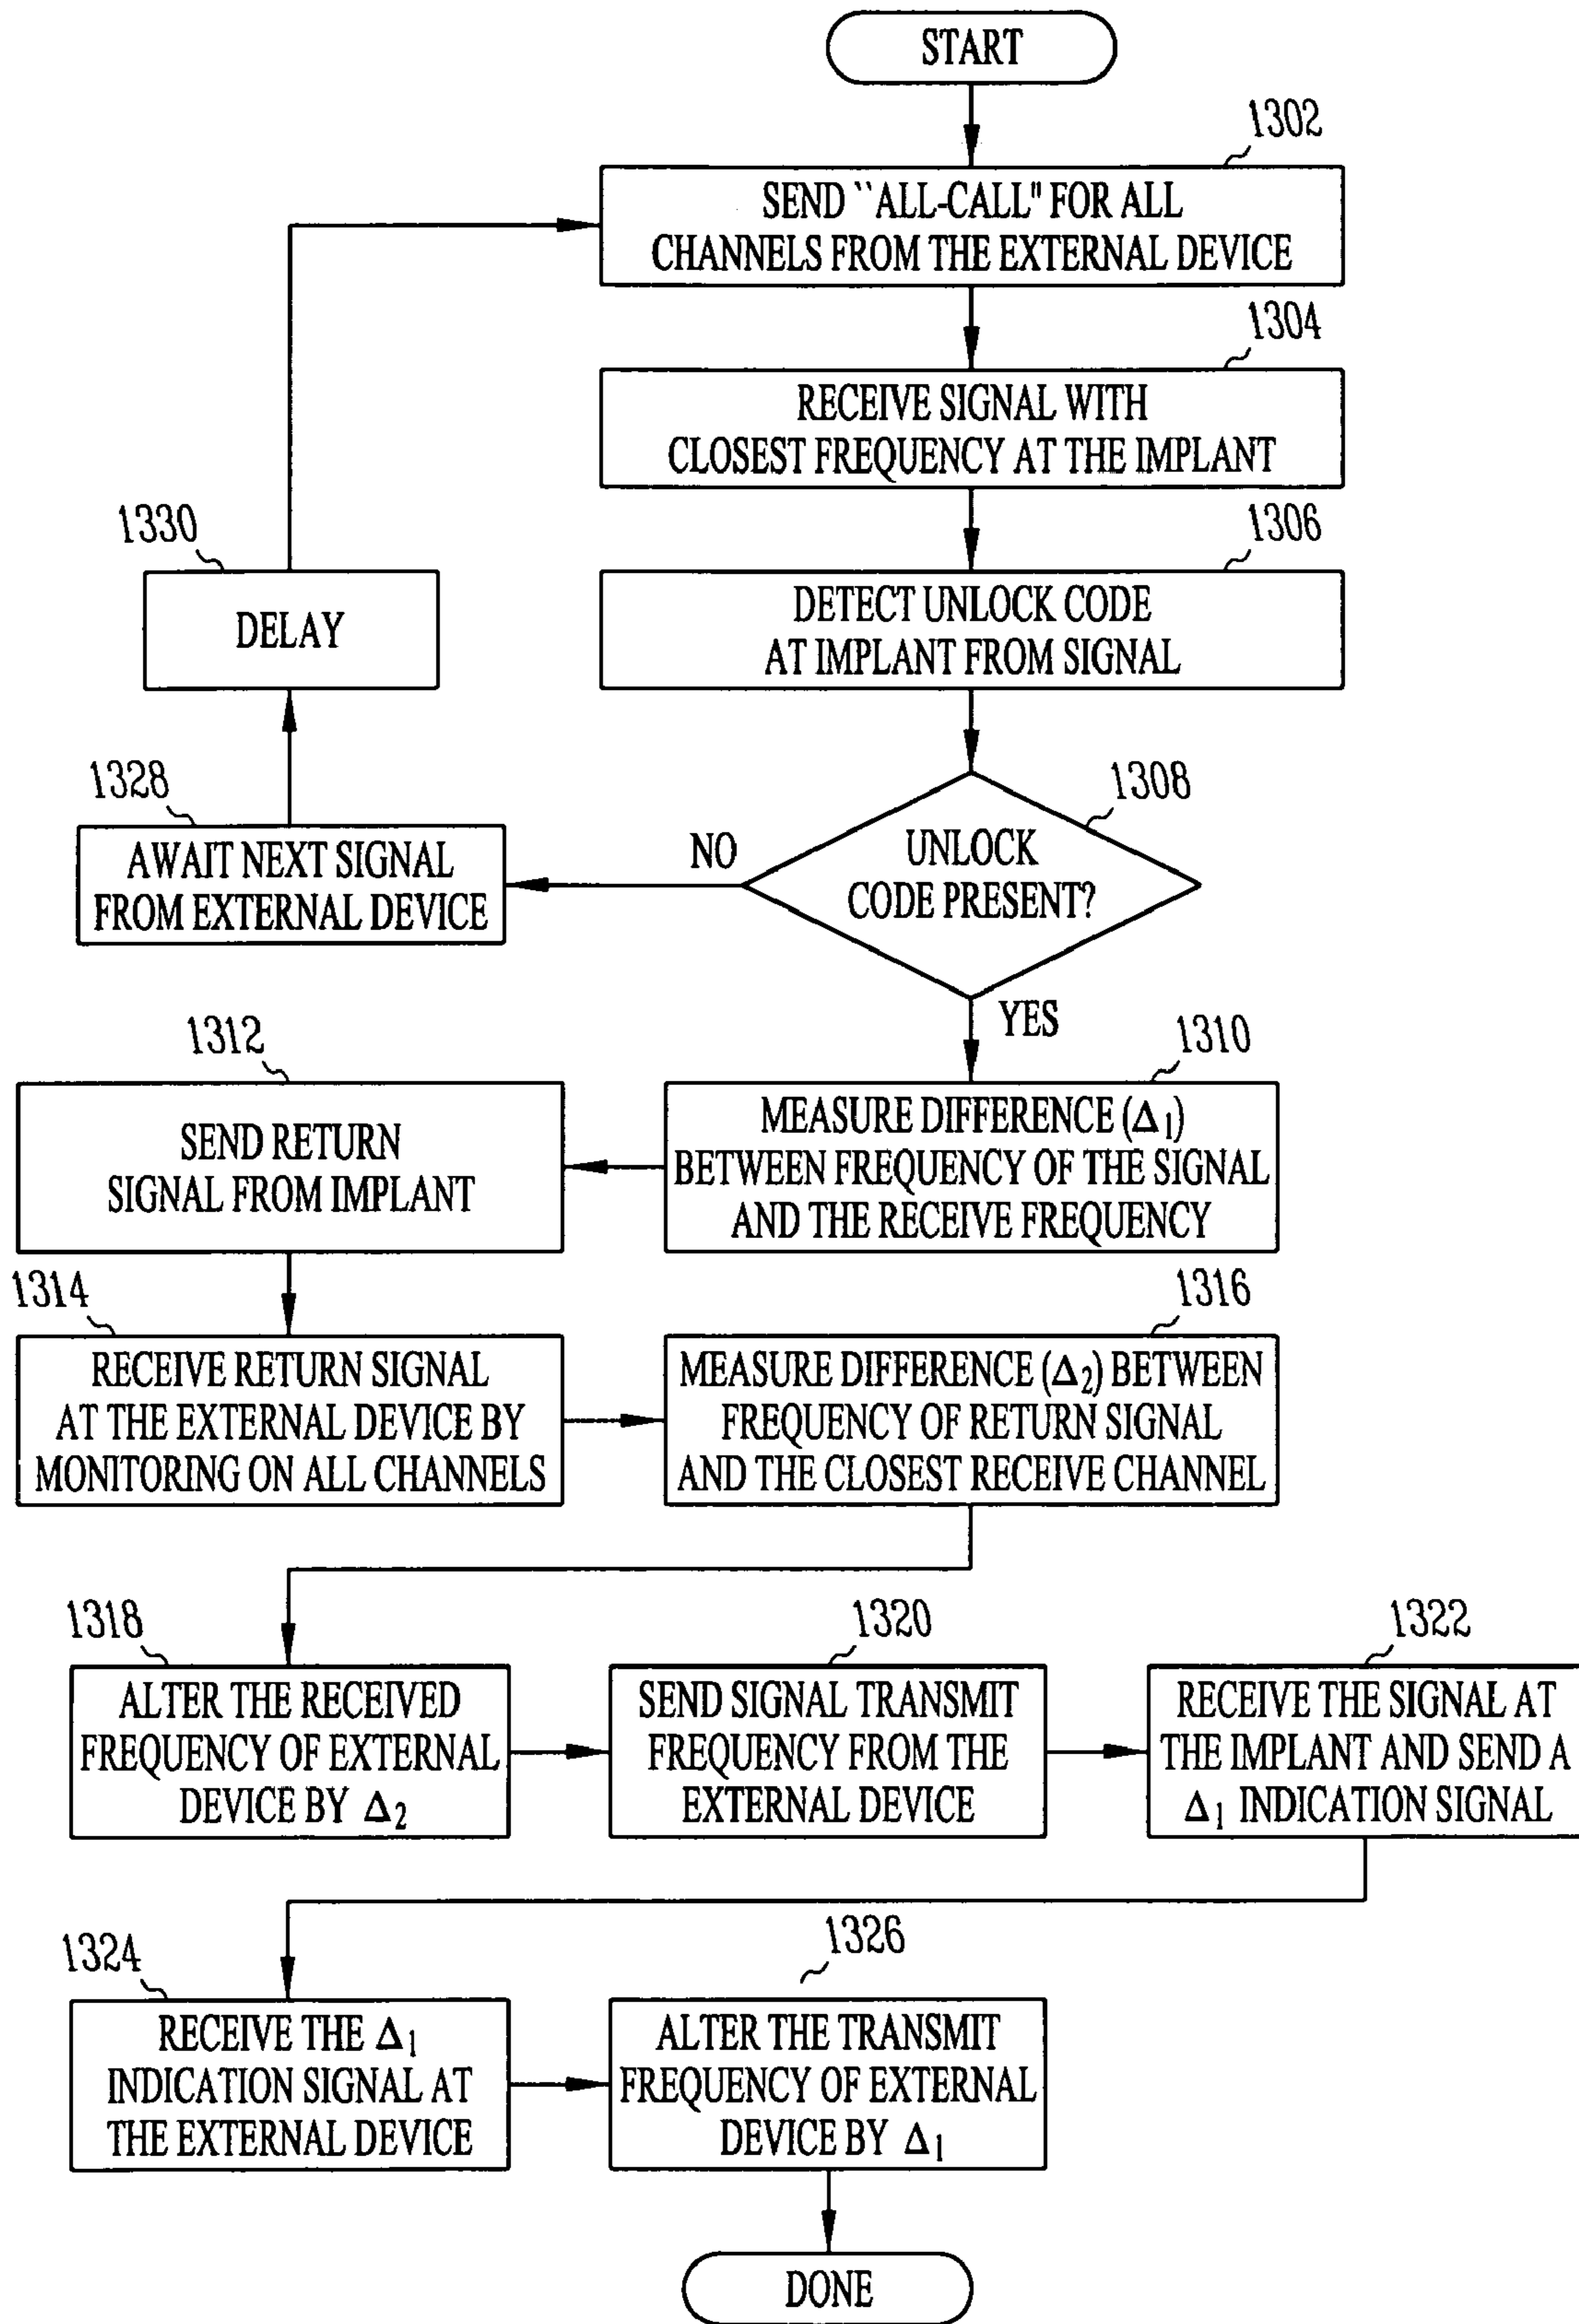 START
1302
SEND ``ALL-CALL" FOR ALL
CHANNELS FROM THE EXTERNAL DEVICE
1304
RECEIVE SIGNAL WITH
CLOSEST FREQUENCY AT THE IMPLANT
1306
DETECT UNLOCK CODE
AT IMPLANT FROM SIGNAL
1330
DELAY
1308
UNLOCK
CODE PRESENT?
NO
1328
AWAIT NEXT SIGNAL
FROM EXTERNAL DEVICE
YES
1310
MEASURE DIFFERENCE (Δ₁)
BETWEEN FREQUENCY OF THE SIGNAL
AND THE RECEIVE FREQUENCY
1312
SEND RETURN
SIGNAL FROM IMPLANT
1314
RECEIVE RETURN SIGNAL
AT THE EXTERNAL DEVICE BY
MONITORING ON ALL CHANNELS
1316
MEASURE DIFFERENCE (Δ₂) BETWEEN
FREQUENCY OF RETURN SIGNAL
AND THE CLOSEST RECEIVE CHANNEL
1318
ALTER THE RECEIVED
FREQUENCY OF EXTERNAL
DEVICE BY Δ₂
1320
SEND SIGNAL TRANSMIT
FREQUENCY FROM THE
EXTERNAL DEVICE
1322
RECEIVE THE SIGNAL AT
THE IMPLANT AND SEND A
Δ₁ INDICATION SIGNAL
1324
RECEIVE THE Δ₁
INDICATION SIGNAL AT
THE EXTERNAL DEVICE
1326
ALTER THE TRANSMIT
FREQUENCY OF EXTERNAL
DEVICE BY Δ₁
DONE